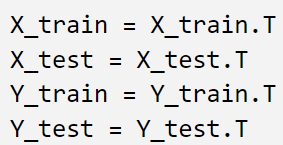 X_train = X_train.T
X_test = X_test.T
Y_train = Y_train.T
Y_test = Y_test.T